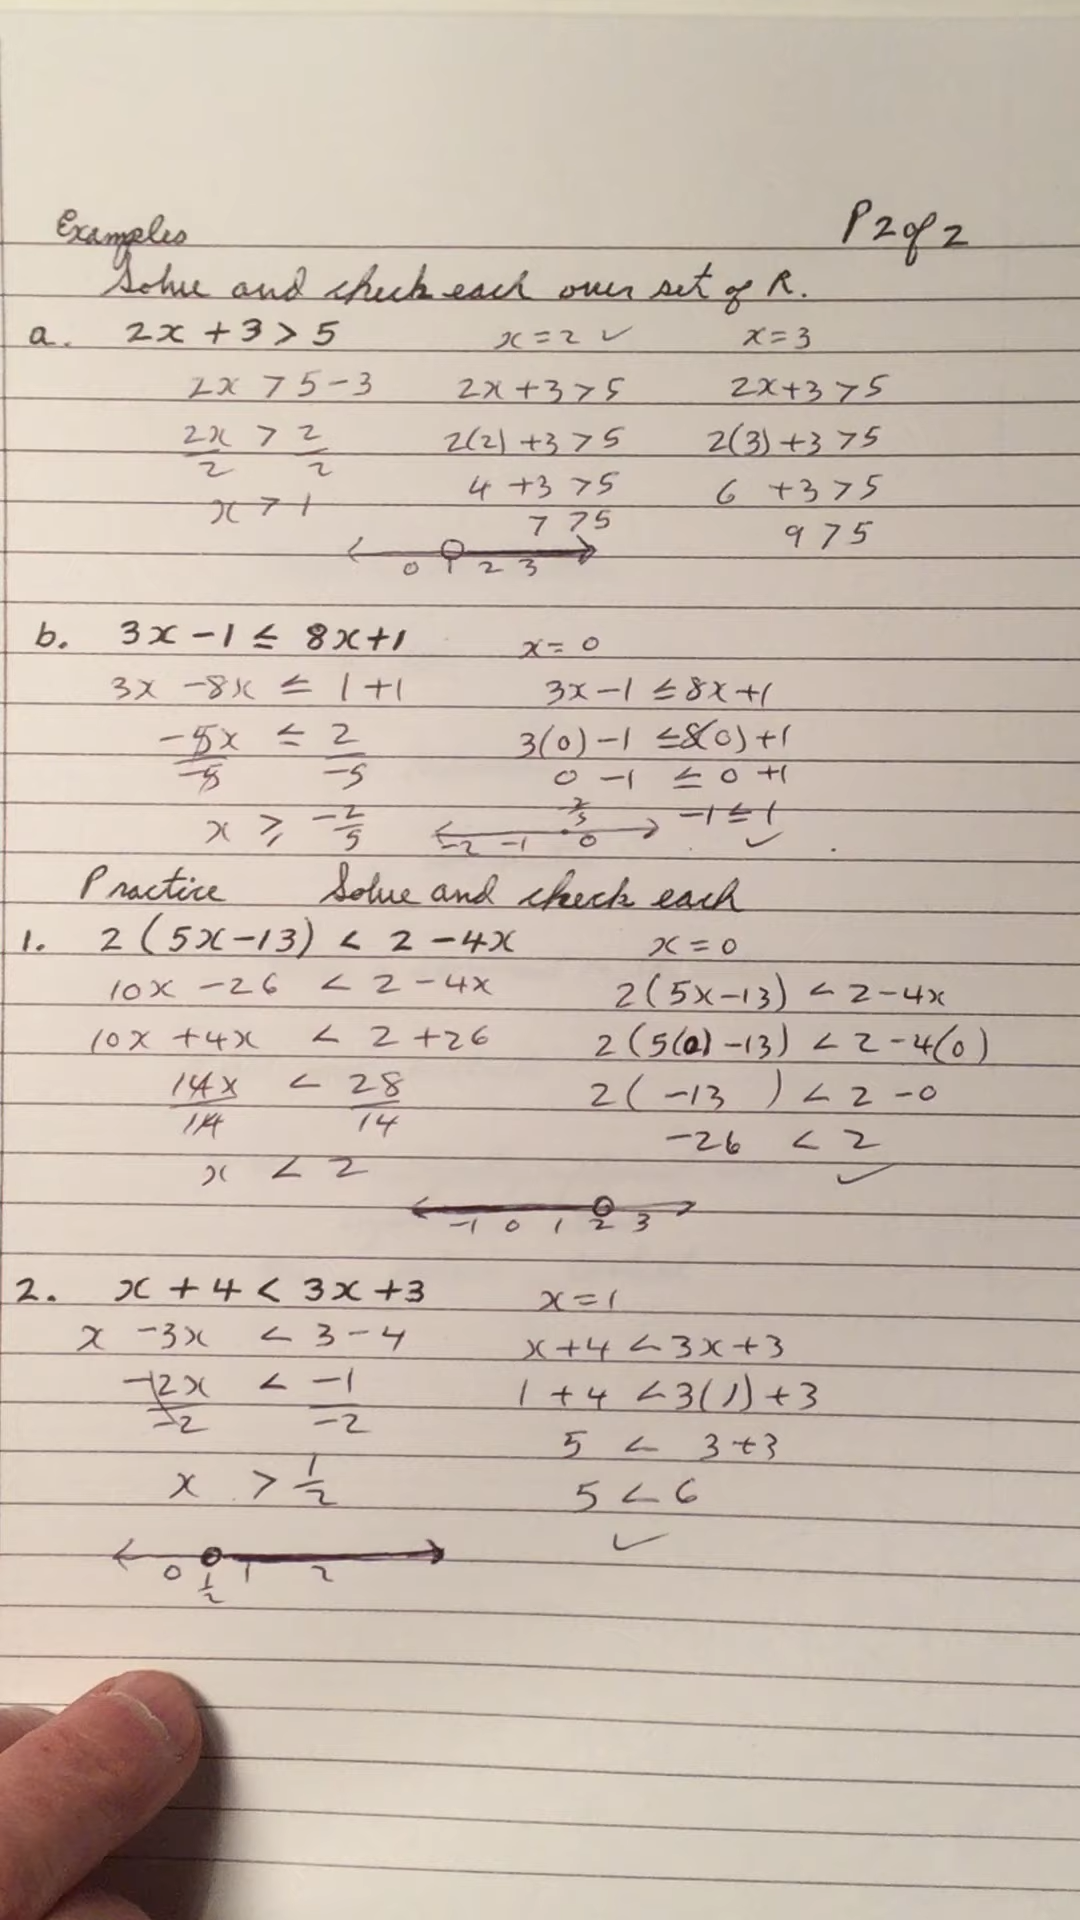 Examples P2of2
Solve and check each over set of R.
a. 2x + 3 > 5 x = 2 ✓ x = 3
2x > 5 - 3 2x + 3 > 5 2x + 3 > 5
2x/2 > 2/2 2(2) + 3 > 5 2(3) + 3 > 5
x > 1 4 + 3 > 5 6 + 3 > 5
7 > 5 9 > 5
0 1 2 3
b. 3x - 1 ≤ 8x + 1 x = 0
3x - 8x ≤ 1 + 1 3x - 1 ≤ 8x + 1
-5x/-5 ≤ 2/-5 3(0) - 1 ≤ 8(0) + 1
0 - 1 ≤ 0 + 1
x ≥ -2/5 -1 ≤ 1 ✓
-2 -1 -2/5 0
Practice Solve and check each
1. 2(5x - 13) < 2 - 4x x = 0
10x - 26 < 2 - 4x 2(5x - 13) < 2 - 4x
10x + 4x < 2 + 26 2(5(0) - 13) < 2 - 4(0)
14x/14 < 28/14 2( -13 ) < 2 - 0
x < 2 -26 < 2 ✓
-1 0 1 2 3
2. x + 4 < 3x + 3 x = 1
x - 3x < 3 - 4 x + 4 < 3x + 3
-2x/-2 < -1/-2 1 + 4 < 3(1) + 3
5 < 3 + 3
x > 1/2 5 < 6 ✓
0 1/2 1 2